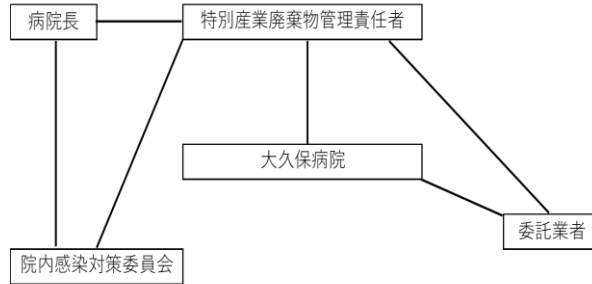 病院長
特別産業廃棄物管理責任者
大久保病院
委託業者
院内感染対策委員会